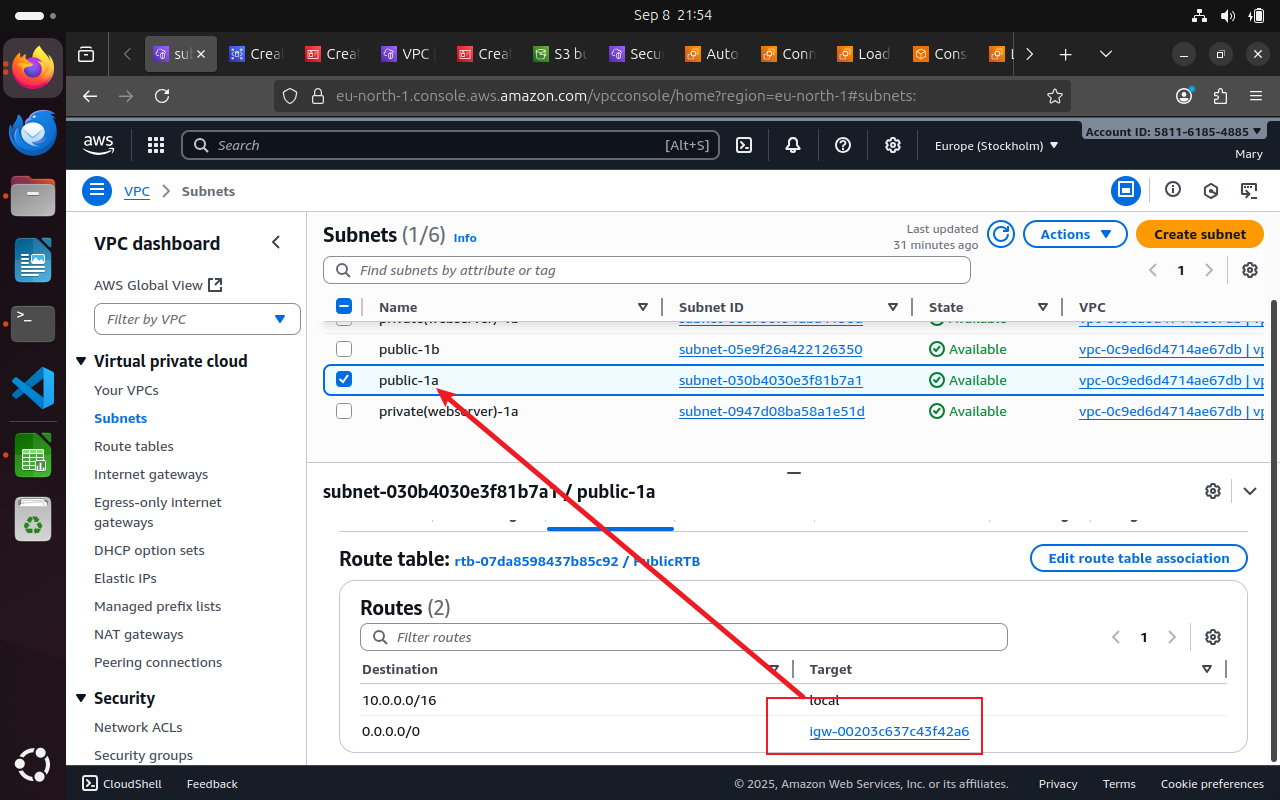 Sep 8 21:54
sub
Creat
Creat
VPC
Creat
S3 bu
Secu
Auto
Conn
Load
Cons
eu-north-1.console.aws.amazon.com/vpcconsole/home?region=eu-north-1#subnets:
aws
Search
[Alt+S]
Europe (Stockholm)
Account ID: 5811-6185-4885
Mary
VPC
Subnets
VPC dashboard
AWS Global View
Filter by VPC
Virtual private cloud
Your VPCs
Subnets
Route tables
Internet gateways
Egress-only internet
gateways
DHCP option sets
Elastic IPs
Managed prefix lists
NAT gateways
Peering connections
Security
Network ACLs
Security groups
Subnets (1/6) Info
Last updated
31 minutes ago
Actions
Create subnet
Find subnets by attribute or tag
1
Name Subnet ID State VPC
public-1b subnet-05e9f26a422126350 Available vpc-0c9ed6d4714ae67db | vp
public-1a subnet-030b4030e3f81b7a1 Available vpc-0c9ed6d4714ae67db | vp
private(webserver)-1a subnet-0947d08ba58a1e51d Available vpc-0c9ed6d4714ae67db | vp
subnet-030b4030e3f81b7a1 / public-1a
Route table: rtb-07da8598437b85c92 / PublicRTB
Edit route table association
Routes (2)
Filter routes
1
Destination Target
10.0.0.0/16 local
0.0.0.0/0 igw-00203c637c43f42a6
CloudShell Feedback
© 2025, Amazon Web Services, Inc. or its affiliates.
Privacy Terms Cookie preferences